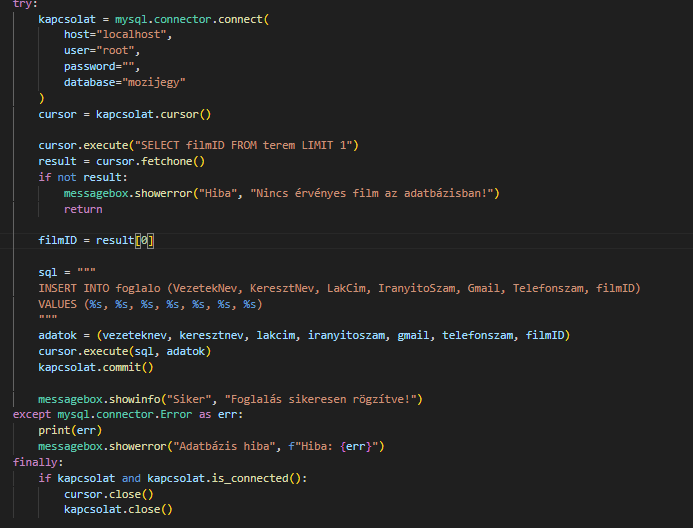 try:
    kapcsolat = mysql.connector.connect(
        host="localhost",
        user="root",
        password="",
        database="mozijegy"
    )
    cursor = kapcsolat.cursor()
    cursor.execute("SELECT filmID FROM terem LIMIT 1")
    result = cursor.fetchone()
    if not result:
        messagebox.showerror("Hiba", "Nincs érvényes film az adatbázisban!")
        return
    filmID = result[0]
    sql = """
    INSERT INTO foglalo (VezetekNev, KeresztNev, LakCim, IranyitoSzam, Gmail, Telefonszam, filmID)
    VALUES (%s, %s, %s, %s, %s, %s, %s)
    """
    adatok = (vezeteknev, keresztnev, lakcim, iranyitoszam, gmail, telefonszam, filmID)
    cursor.execute(sql, adatok)
    kapcsolat.commit()
    messagebox.showinfo("Siker", "Foglalás sikeresen rögzítve!")
except mysql.connector.Error as err:
    print(err)
    messagebox.showerror("Adatbázis hiba", f"Hiba: {err}")
finally:
    if kapcsolat and kapcsolat.is_connected():
        cursor.close()
        kapcsolat.close()